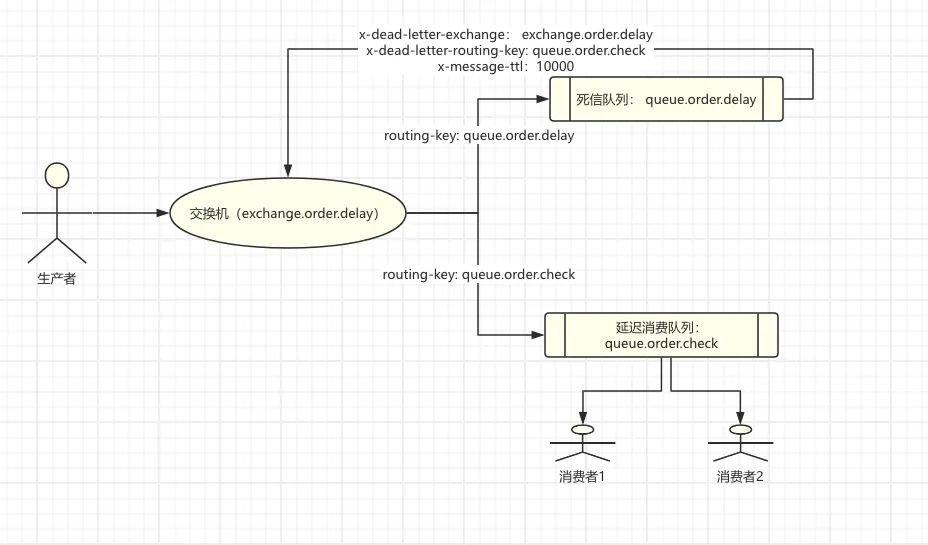 x-dead-letter-exchange： exchange.order.delay
x-dead-letter-routing-key: queue.order.check
x-message-ttl：10000
死信队列： queue.order.delay
routing-key: queue.order.delay
交换机（exchange.order.delay）
生产者
routing-key: queue.order.check
延迟消费队列：
queue.order.check
消费者1
消费者2